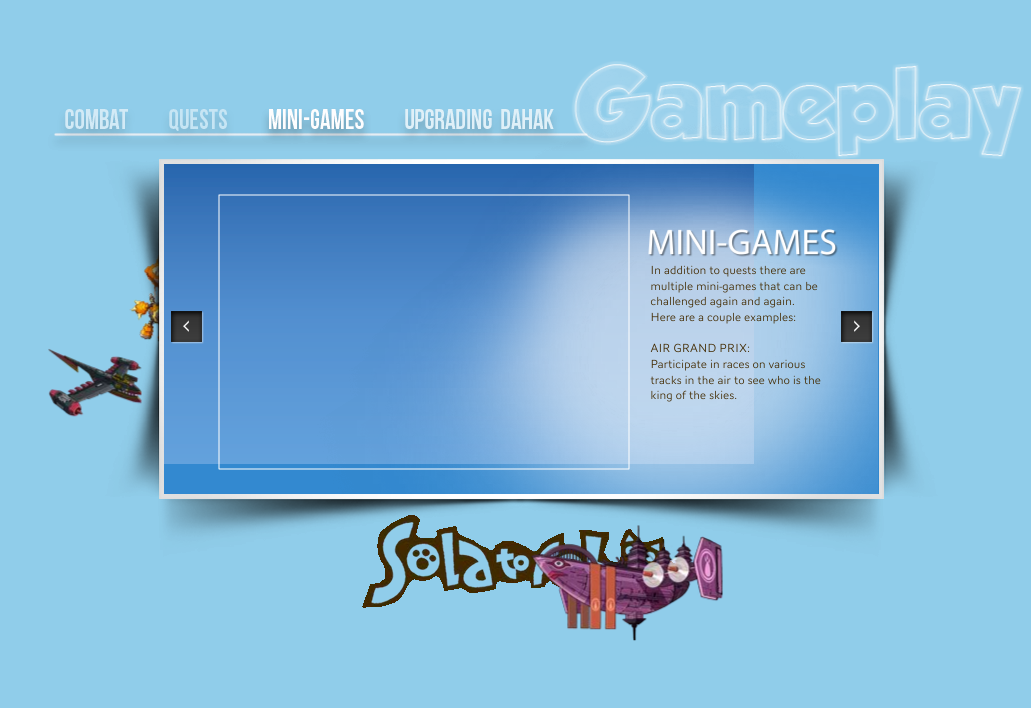 Gameplay
COMBAT QUESTS MINI-GAMES UPGRADING DAHAK
MINI-GAMES
In addition to quests there are
multiple mini-games that can be
challenged again and again.
Here are a couple examples:
AIR GRAND PRIX:
Participate in races on various
tracks in the air to see who is the
king of the skies.
Sola to